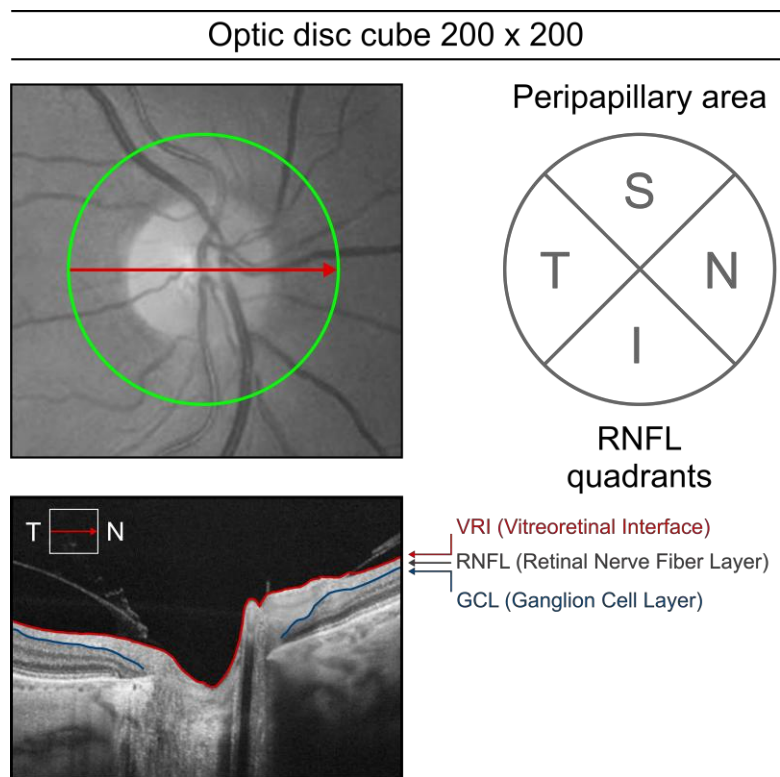 Optic disc cube 200 x 200
Peripapillary area
S
T
N
I
RNFL
quadrants
T N
VRI (Vitreoretinal Interface)
RNFL (Retinal Nerve Fiber Layer)
GCL (Ganglion Cell Layer)